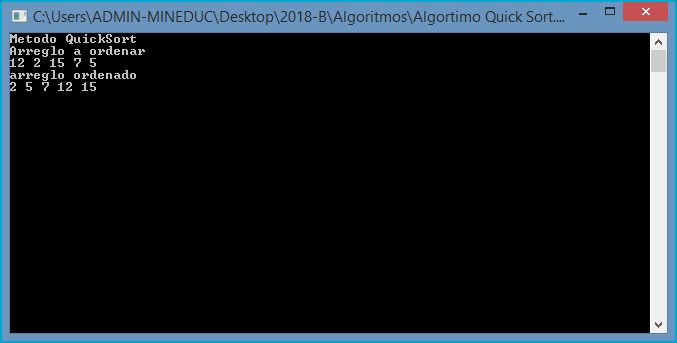 C:\Users\ADMIN-MINEDUC\Desktop\2018-B\Algoritmos\Algortimo Quick Sort....
Metodo QuickSort
Arreglo a ordenar
12 2 15 7 5
arreglo ordenado
2 5 7 12 15